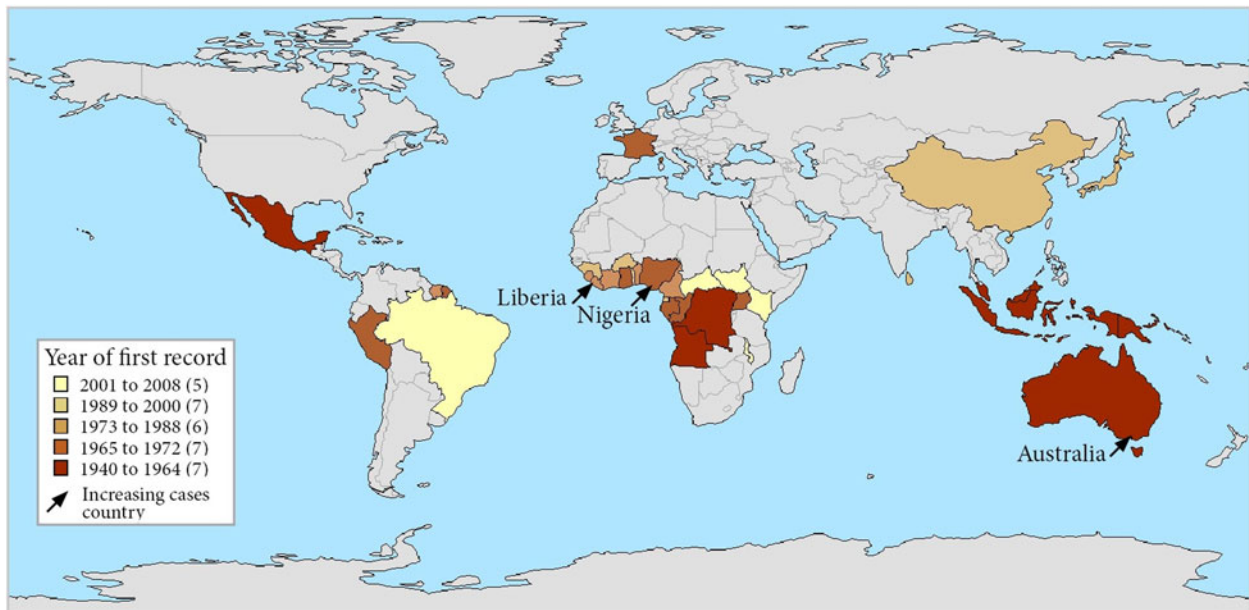 Liberia
Nigeria
Australia
Year of first record
2001 to 2008 (5)
1989 to 2000 (7)
1973 to 1988 (6)
1965 to 1972 (7)
1940 to 1964 (7)
Increasing cases
country